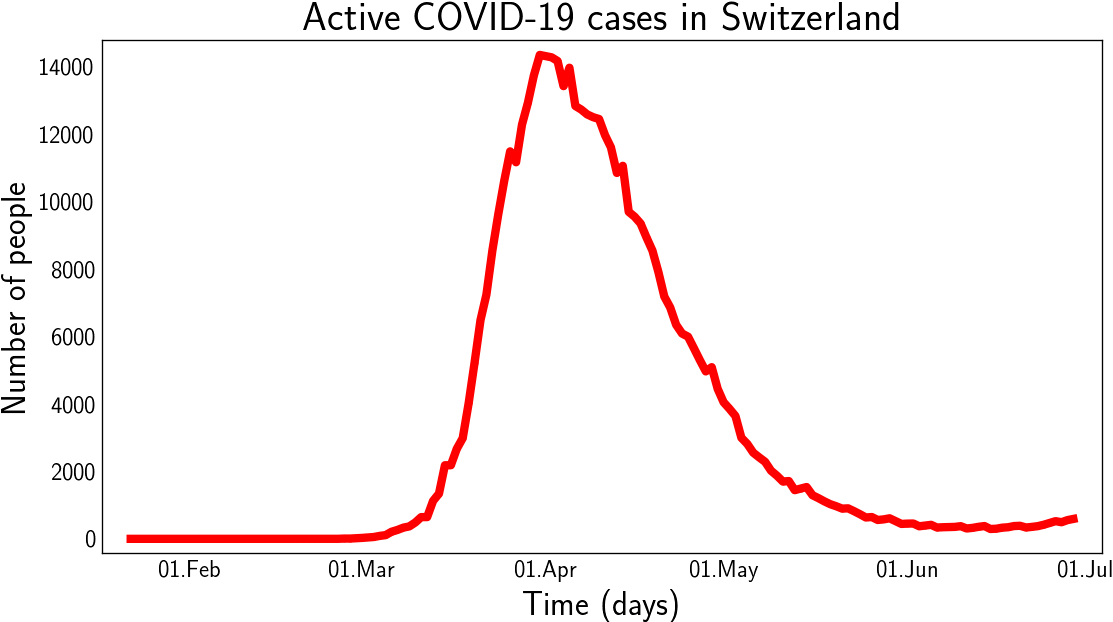 Active COVID-19 cases in Switzerland
Number of people
14000
12000
10000
8000
6000
4000
2000
0
01.Feb 01.Mar 01.Apr 01.May 01.Jun 01.Jul
Time (days)